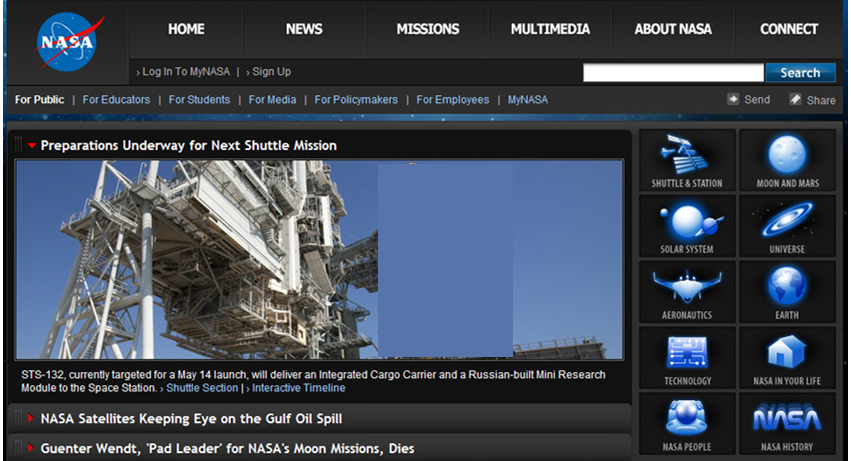 NASA
HOME NEWS MISSIONS MULTIMEDIA ABOUT NASA CONNECT
› Log In To MyNASA | › Sign Up
Search
For Public | For Educators | For Students | For Media | For Policymakers | For Employees | MyNASA
Send Share
Preparations Underway for Next Shuttle Mission
STS-132, currently targeted for a May 14 launch, will deliver an Integrated Cargo Carrier and a Russian-built Mini Research
Module to the Space Station. › Shuttle Section | › Interactive Timeline
NASA Satellites Keeping Eye on the Gulf Oil Spill
Guenter Wendt, 'Pad Leader' for NASA's Moon Missions, Dies
SHUTTLE & STATION MOON AND MARS
SOLAR SYSTEM UNIVERSE
AERONAUTICS EARTH
TECHNOLOGY NASA IN YOUR LIFE
NASA
NASA PEOPLE NASA HISTORY